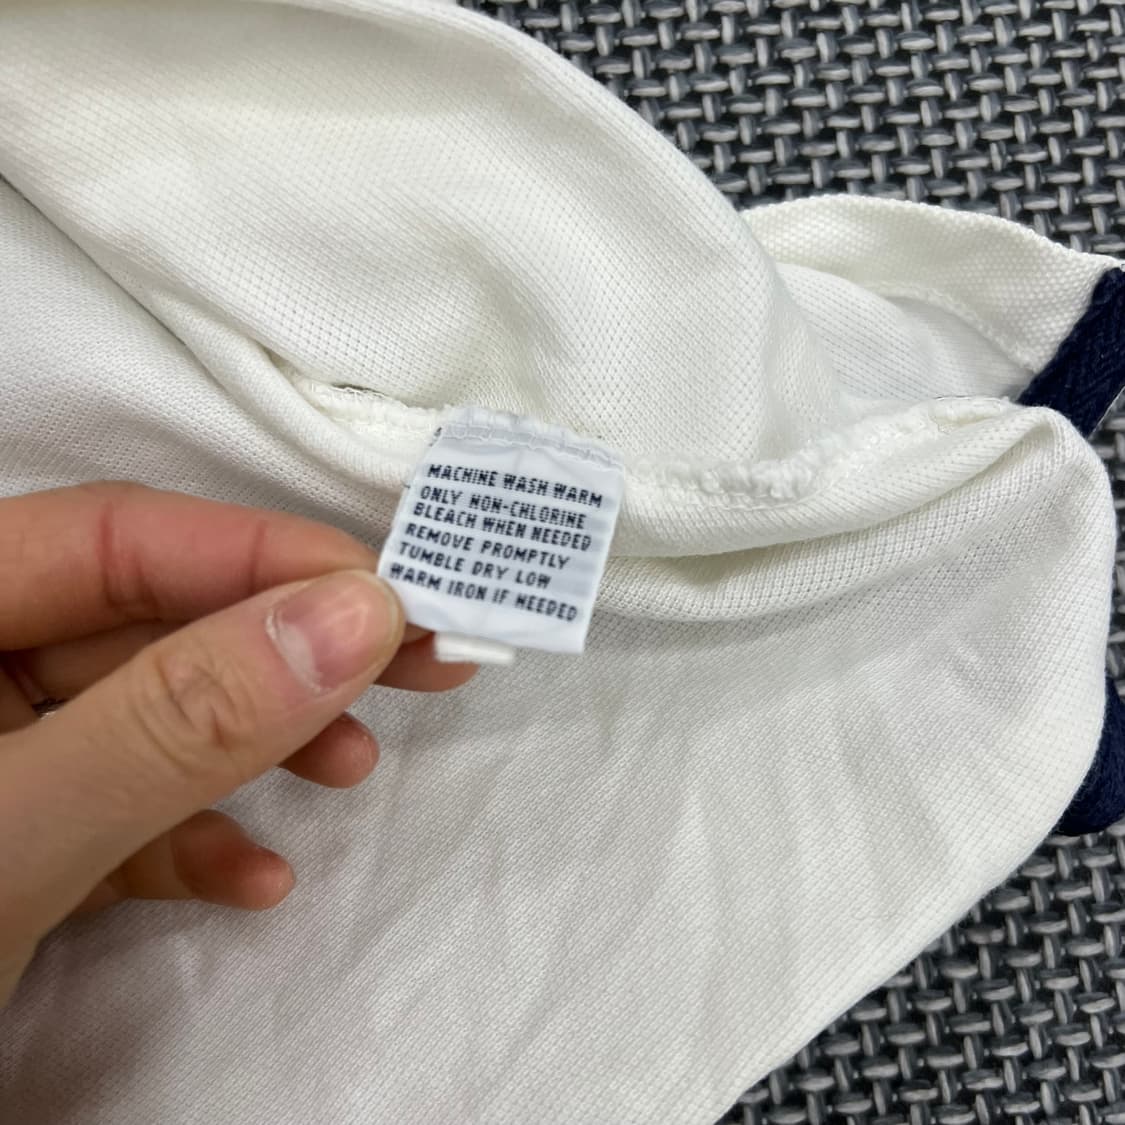 MACHINE WASH WARM
ONLY NON-CHLORINE
BLEACH WHEN NEEDED
REMOVE PROMPTLY
TUMBLE DRY LOW
WARM IRON IF NEEDED